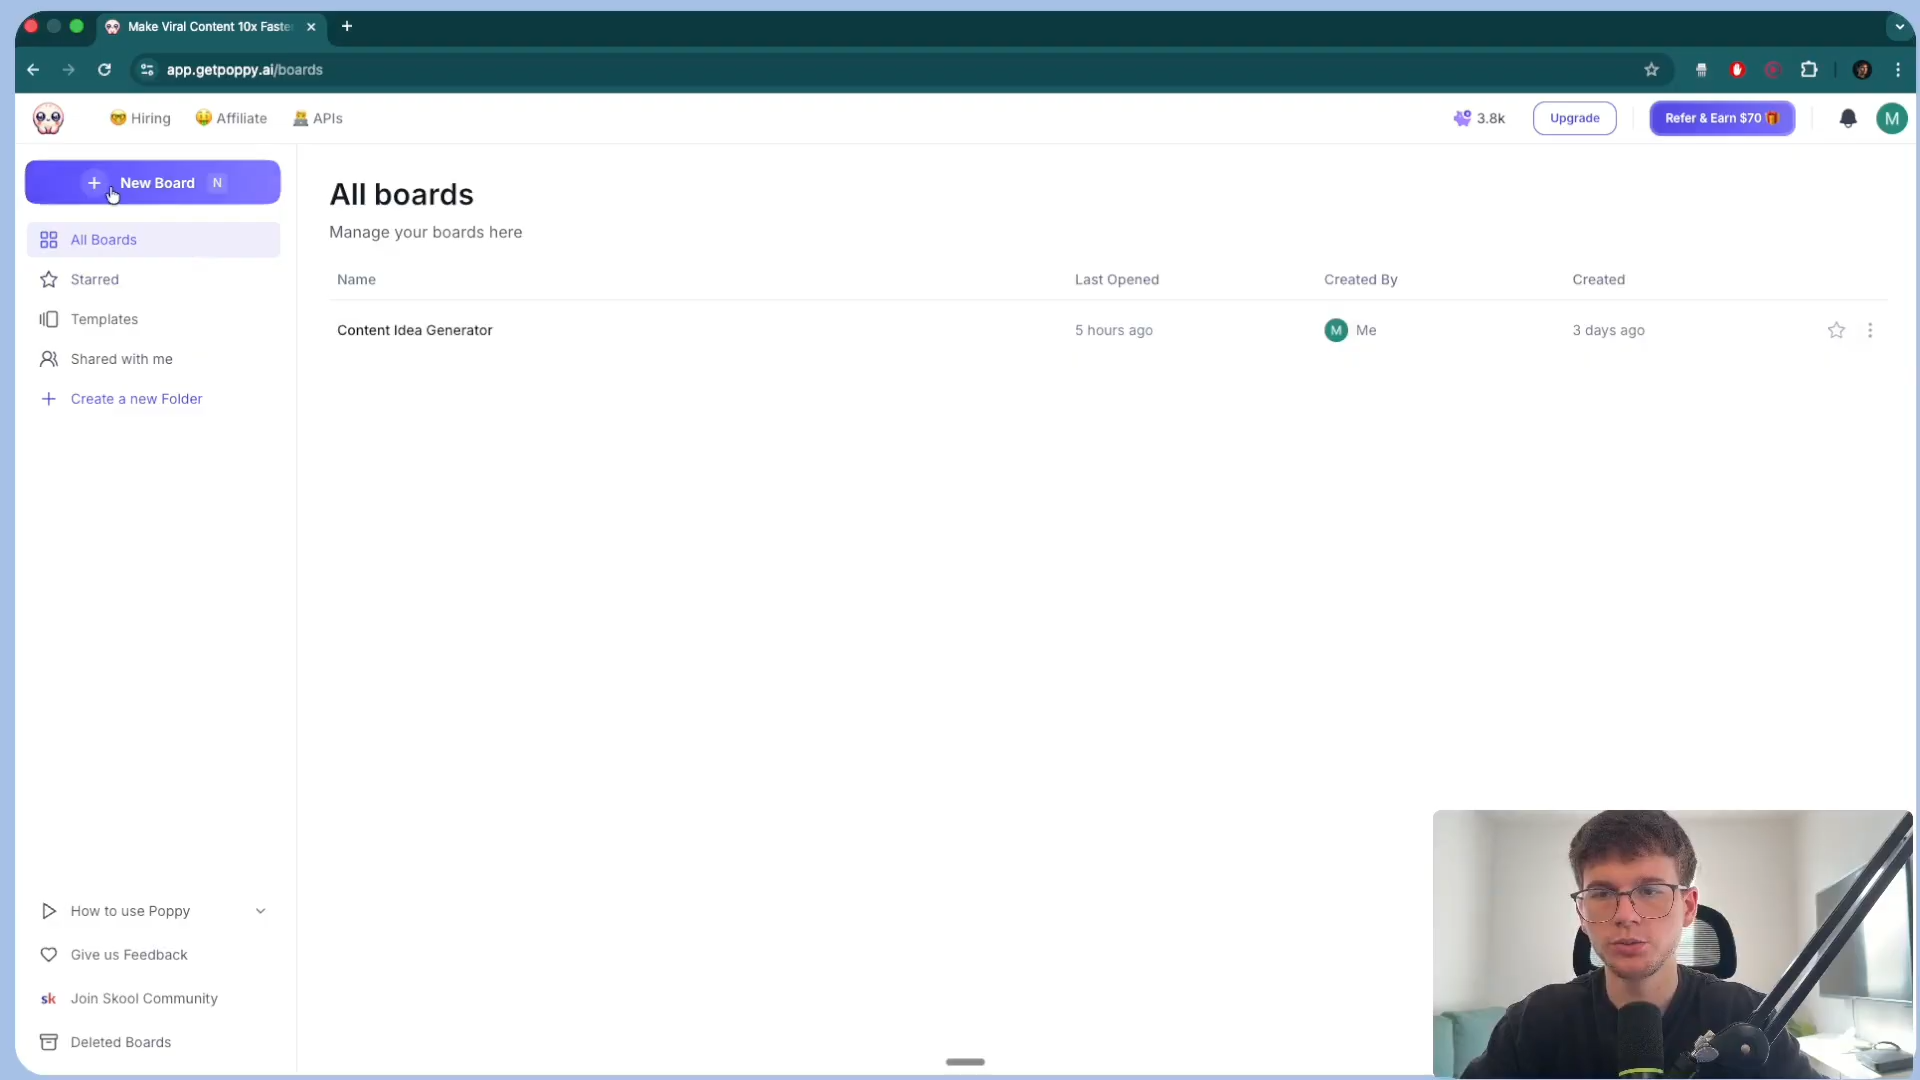 Make Viral Content 10x Faste
app.getpoppy.ai/boards
Hiring
Affiliate
APIs
3.8k
Upgrade
Refer & Earn $70
M
New Board N
All Boards
Starred
Templates
Shared with me
Create a new Folder
All boards
Manage your boards here
Name Last Opened Created By Created
Content Idea Generator 5 hours ago M Me 3 days ago
How to use Poppy
Give us Feedback
sk Join Skool Community
Deleted Boards